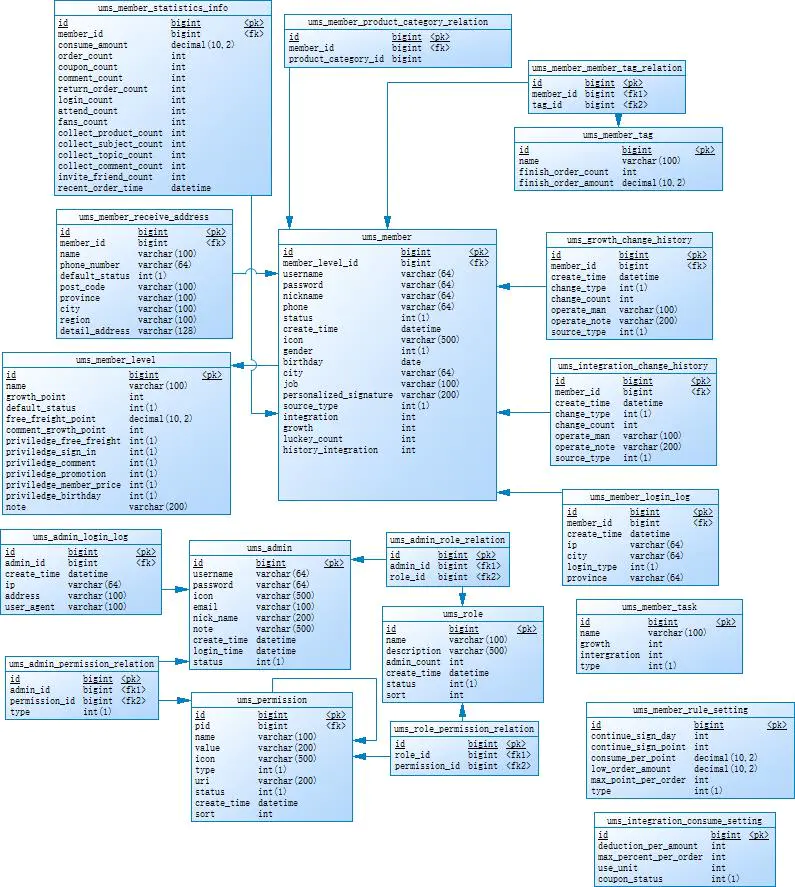 ums_member_statistics_info
id bigint <pk>
member_id bigint <fk>
consume_amount decimal(10,2)
order_count int
coupon_count int
comment_count int
return_order_count int
login_count int
attend_count int
fans_count int
collect_product_count int
collect_subject_count int
collect_topic_count int
collect_comment_count int
invite_friend_count int
recent_order_time datetime
ums_member_product_category_relation
id bigint <pk>
member_id bigint <fk>
product_category_id bigint
ums_member_member_tag_relation
id bigint <pk>
member_id bigint <fk1>
tag_id bigint <fk2>
ums_member_tag
id bigint <pk>
name varchar(100)
finish_order_count int
finish_order_amount decimal(10,2)
ums_member_receive_address
id bigint <pk>
member_id bigint <fk>
name varchar(100)
phone_number varchar(64)
default_status int(1)
post_code varchar(100)
province varchar(100)
city varchar(100)
region varchar(100)
detail_address varchar(128)
ums_member
id bigint <pk>
member_level_id bigint <fk>
username varchar(64)
password varchar(64)
nickname varchar(64)
phone varchar(64)
status int(1)
create_time datetime
icon varchar(500)
gender int(1)
birthday date
city varchar(64)
job varchar(100)
personalized_signature varchar(200)
source_type int(1)
integration int
growth int
luckey_count int
history_integration int
ums_growth_change_history
id bigint <pk>
member_id bigint <fk>
create_time datetime
change_type int(1)
change_count int
operate_man varchar(100)
operate_note varchar(200)
source_type int(1)
ums_member_level
id bigint <pk>
name varchar(100)
growth_point int
default_status int(1)
free_freight_point decimal(10,2)
comment_growth_point int
priviledge_free_freight int(1)
priviledge_sign_in int(1)
priviledge_comment int(1)
priviledge_promotion int(1)
priviledge_member_price int(1)
priviledge_birthday int(1)
note varchar(200)
ums_integration_change_history
id bigint <pk>
member_id bigint <fk>
create_time datetime
change_type int(1)
change_count int
operate_man varchar(100)
operate_note varchar(200)
source_type int(1)
ums_member_login_log
id bigint <pk>
member_id bigint <fk>
create_time datetime
ip varchar(64)
city varchar(64)
login_type int(1)
province varchar(64)
ums_admin_login_log
id bigint <pk>
admin_id bigint <fk>
create_time datetime
ip varchar(64)
address varchar(100)
user_agent varchar(100)
ums_admin
id bigint <pk>
username varchar(64)
password varchar(64)
icon varchar(500)
email varchar(100)
nick_name varchar(200)
note varchar(500)
create_time datetime
login_time datetime
status int(1)
ums_admin_role_relation
id bigint <pk>
admin_id bigint <fk1>
role_id bigint <fk2>
ums_role
id bigint <pk>
name varchar(100)
description varchar(500)
admin_count int
create_time datetime
status int(1)
sort int
ums_member_task
id bigint <pk>
name varchar(100)
growth int
intergration int
type int(1)
ums_admin_permission_relation
id bigint <pk>
admin_id bigint <fk1>
permission_id bigint <fk2>
type int(1)
ums_permission
id bigint <pk>
pid bigint <fk>
name varchar(100)
value varchar(200)
icon varchar(500)
type int(1)
uri varchar(200)
status int(1)
create_time datetime
sort int
ums_role_permission_relation
id bigint <pk>
role_id bigint <fk1>
permission_id bigint <fk2>
ums_member_rule_setting
id bigint <pk>
continue_sign_day int
continue_sign_point int
consume_per_point decimal(10,2)
low_order_amount decimal(10,2)
max_point_per_order int
type int(1)
ums_integration_consume_setting
id bigint <pk>
deduction_per_amount int
max_percent_per_order int
use_unit int
coupon_status int(1)